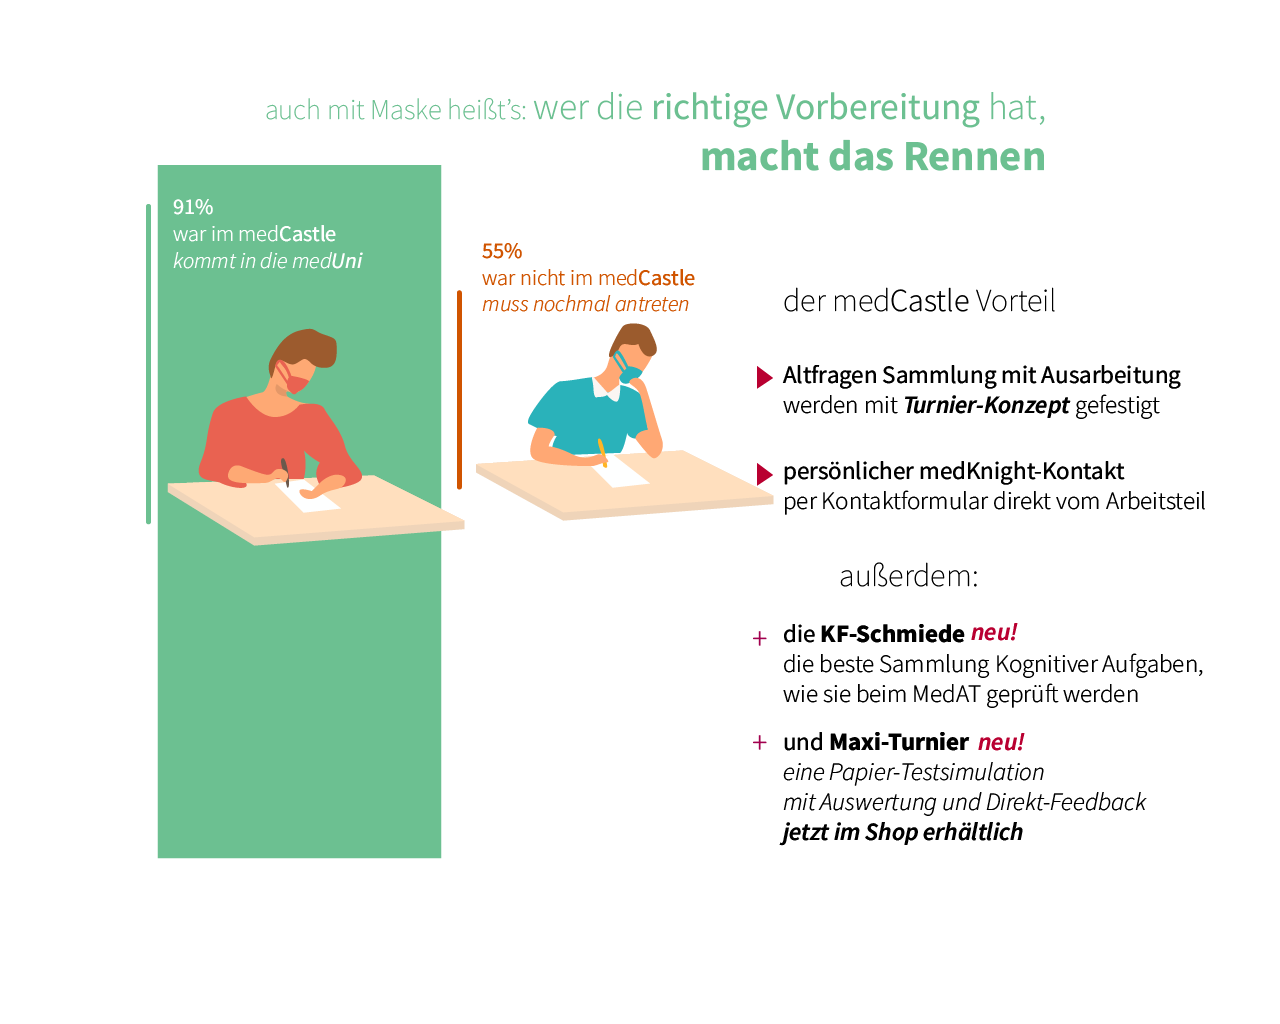 auch mit Maske heißt's: wer die richtige Vorbereitung hat,
macht das Rennen
91%
war im medCastle
kommt in die medUni
55%
war nicht im medCastle
muss nochmal antreten
der medCastle Vorteil
Altfragen Sammlung mit Ausarbeitung
werden mit Turnier-Konzept gefestigt
persönlicher medKnight-Kontakt
per Kontaktformular direkt vom Arbeitsteil
außerdem:
+ die KF-Schmiede neu!
die beste Sammlung Kognitiver Aufgaben,
wie sie beim MedAT geprüft werden
+ und Maxi-Turnier neu!
eine Papier-Testsimulation
mit Auswertung und Direkt-Feedback
jetzt im Shop erhältlich